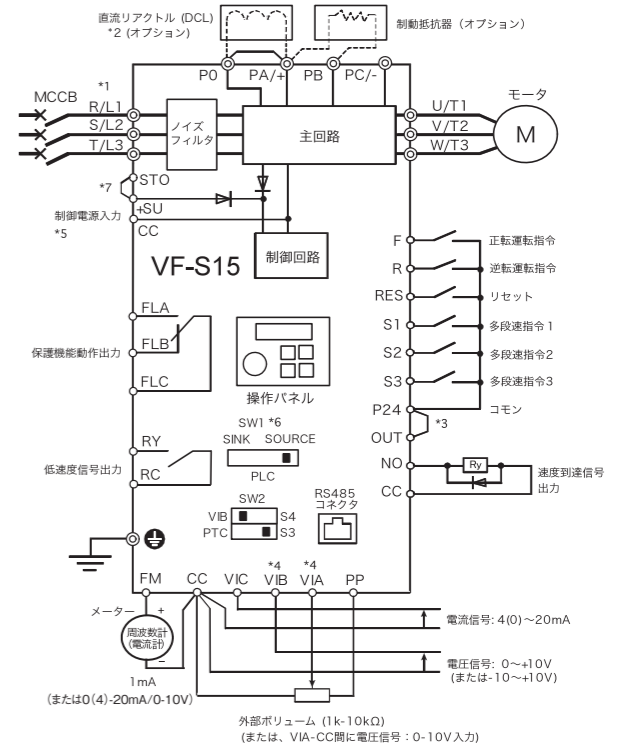 直流リアクトル (DCL)
*2 (オプション)
制動抵抗器 (オプション)
P0
PA/+
PB
PC/-
MCCB
*1
R/L1
S/L2
T/L3
ノイズ
フィルタ
主回路
U/T1
V/T2
W/T3
モータ
M
*7
STO
+SU
制御電源入力
*5
CC
VF-S15
制御回路
F
正転運転指令
R
逆転運転指令
RES
リセット
S1
多段速指令1
S2
多段速指令2
S3
多段速指令3
P24
コモン
*3
OUT
FLA
保護機能動作出力
FLB
FLC
操作パネル
SW1 *6
SINK SOURCE
PLC
RY
低速度信号出力
RC
NO
Ry
速度到達信号
出力
CC
SW2
VIB
S4
PTC
S3
RS485
コネクタ
FM
CC
VIC
*4
VIB
*4
VIA
PP
メーター
+
周波数計
(電流計)
−
1mA
(または0(4)-20mA/0-10V)
電流信号: 4(0)～20mA
電圧信号: 0～+10V
(または-10～+10V)
外部ボリューム (1k-10kΩ)
(または、VIA-CC間に電圧信号：0-10V入力)